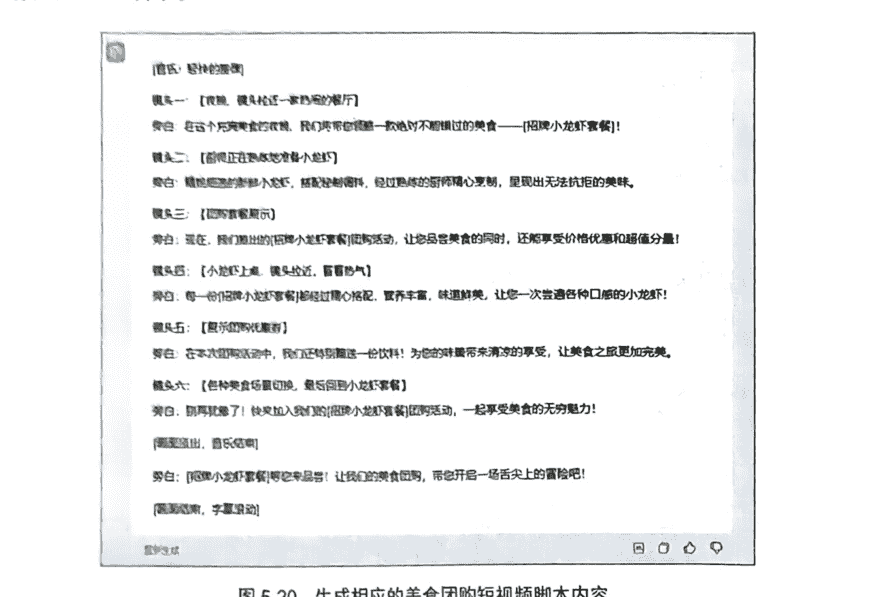 [音乐：轻快的旋律]
镜头一：【夜晚，镜头拉近一家热闹的餐厅】
旁白：在这个充满美食的夜晚，我们将带您领略一款绝对不能错过的美食——[招牌小龙虾套餐]！
镜头二：【厨师正在熟练地准备小龙虾】
旁白：精挑细选的新鲜小龙虾，搭配秘制调料，经过熟练的厨师精心烹制，呈现出无法抗拒的美味。
镜头三：【团购套餐展示】
旁白：现在，我们推出的[招牌小龙虾套餐]团购活动，让您品尝美食的同时，还能享受价格优惠和超值分量！
镜头四：【小龙虾上桌，镜头拉近，冒着热气】
旁白：每一份[招牌小龙虾套餐]都经过精心搭配，营养丰富，味道鲜美，让您一次尝遍各种口感的小龙虾！
镜头五：【展示团购优惠券】
旁白：在本次团购活动中，我们还特别赠送一份饮料！为您的味蕾带来清凉的享受，让美食之旅更加完美。
镜头六：【各种美食场景切换，最后回到小龙虾套餐】
旁白：别再犹豫了！快来加入我们的[招牌小龙虾套餐]团购活动，一起享受美食的无穷魅力！
[画面淡出，音乐结束]
旁白：[招牌小龙虾套餐]等您来品尝！让我们的美食团购，带您开启一场舌尖上的冒险吧！
[画面结束，字幕滚动]
重新生成
图 5-20 生成相应的美食团购短视频脚本内容